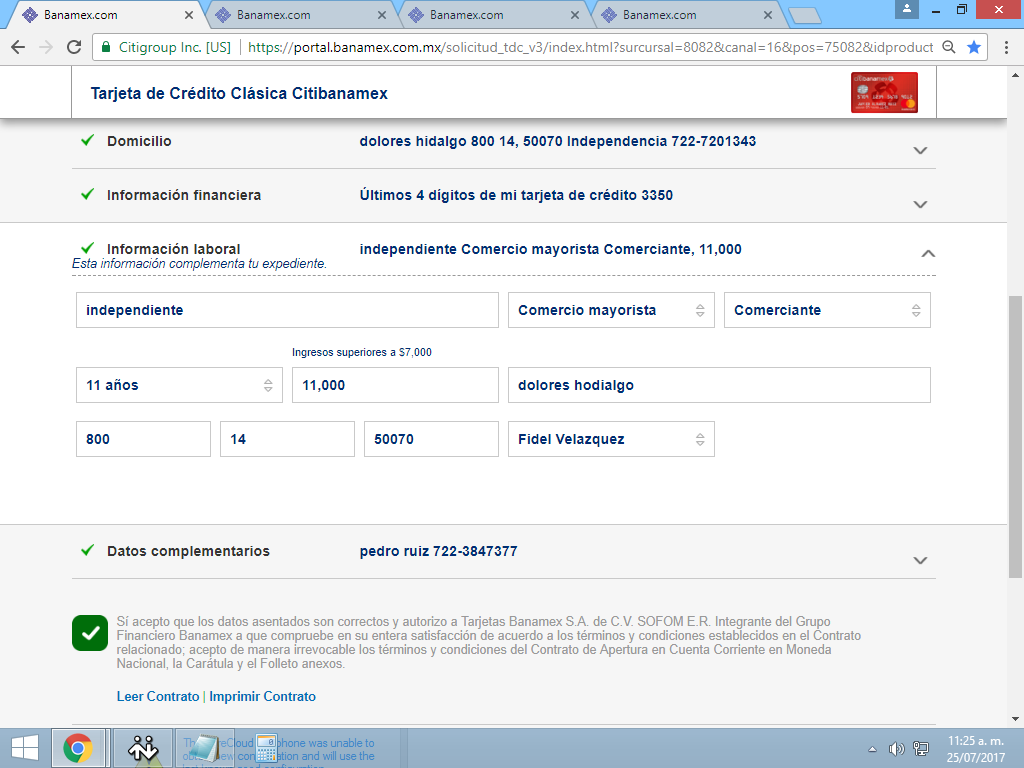 Banamex.com
Banamex.com
Banamex.com
Banamex.com
Citigroup Inc. [US] https://portal.banamex.com.mx/solicitud_tdc_v3/index.html?surcursal=8082&canal=16&pos=75082&idproduct
Tarjeta de Crédito Clásica Citibanamex
Domicilio dolores hidalgo 800 14, 50070 Independencia 722-7201343
Información financiera Últimos 4 dígitos de mi tarjeta de crédito 3350
Información laboral independiente Comercio mayorista Comerciante, 11,000
Esta información complementa tu expediente.
independiente Comercio mayorista Comerciante
Ingresos superiores a $7,000
11 años 11,000 dolores hodialgo
800 14 50070 Fidel Velazquez
Datos complementarios pedro ruiz 722-3847377
Sí acepto que los datos asentados son correctos y autorizo a Tarjetas Banamex S.A. de C.V. SOFOM E.R. Integrante del Grupo
Financiero Banamex a que compruebe en su entera satisfacción de acuerdo a los términos y condiciones establecidos en el Contrato
relacionado; acepto de manera irrevocable los términos y condiciones del Contrato de Apertura en Cuenta Corriente en Moneda
Nacional, la Carátula y el Folleto anexos.
Leer Contrato | Imprimir Contrato
phone was unable to
and will use the
11:25 a. m.
25/07/2017